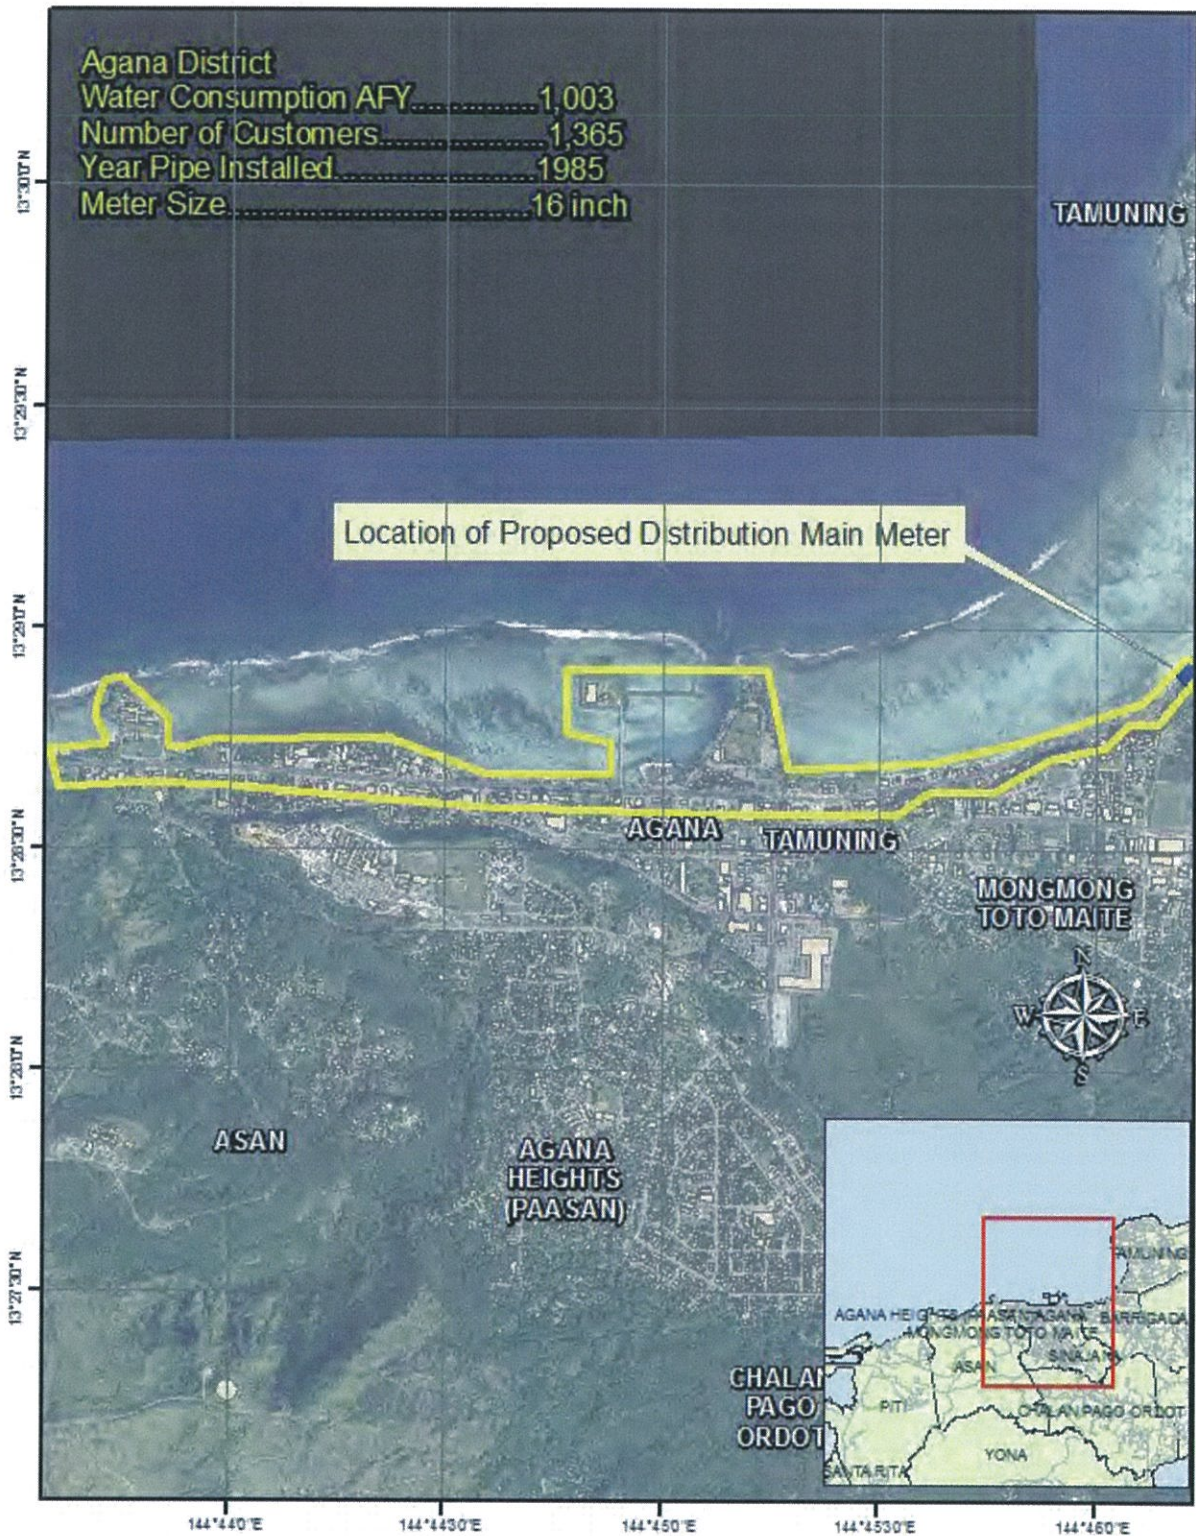 Agana District
Water Consumption AFY..............1,003
Number of Customers..................1,365
Year Pipe Installed......................1985
Meter Size.................................16 inch
TAMUNING
Location of Proposed Distribution Main Meter
AGANA
TAMUNING
MONGMONG
TOTO MAITE
N
W E
S
ASAN
AGANA
HEIGHTS
(PAASAN)
CHALAN
PAGO
ORDOT
TAMUNING
AGANA HEIGHTS (PAASAN) AGANA BARRIGADA
MONGMONG TOTO MAITE
SINAJANA
ASAN
PITI
CHALAN PAGO ORDOT
YONA
SANTA RITA
13°30'0"N
13°29'30"N
13°29'0"N
13°28'30"N
13°28'0"N
13°27'30"N
144°44'0"E
144°44'30"E
144°45'0"E
144°45'30"E
144°46'0"E